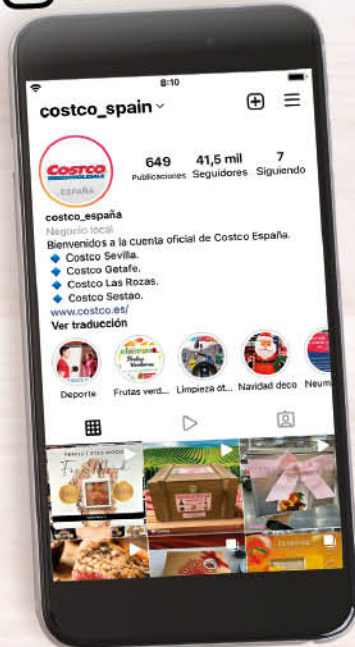 8:10
costco_spain
649
41,5 mil
7
Publicaciones
Seguidores
Siguiendo
COSTCO
WHOLESALE
ESPAÑA
costco_españa
Negocio local
Bienvenidos a la cuenta oficial de Costco España.
Costco Sevilla.
Costco Getafe.
Costco Las Rozas.
Costco Sestao.
www.costco.es/
Ver traducción
Deporte
Frutas verd...
Limpieza ot...
Navidad deco
Neum